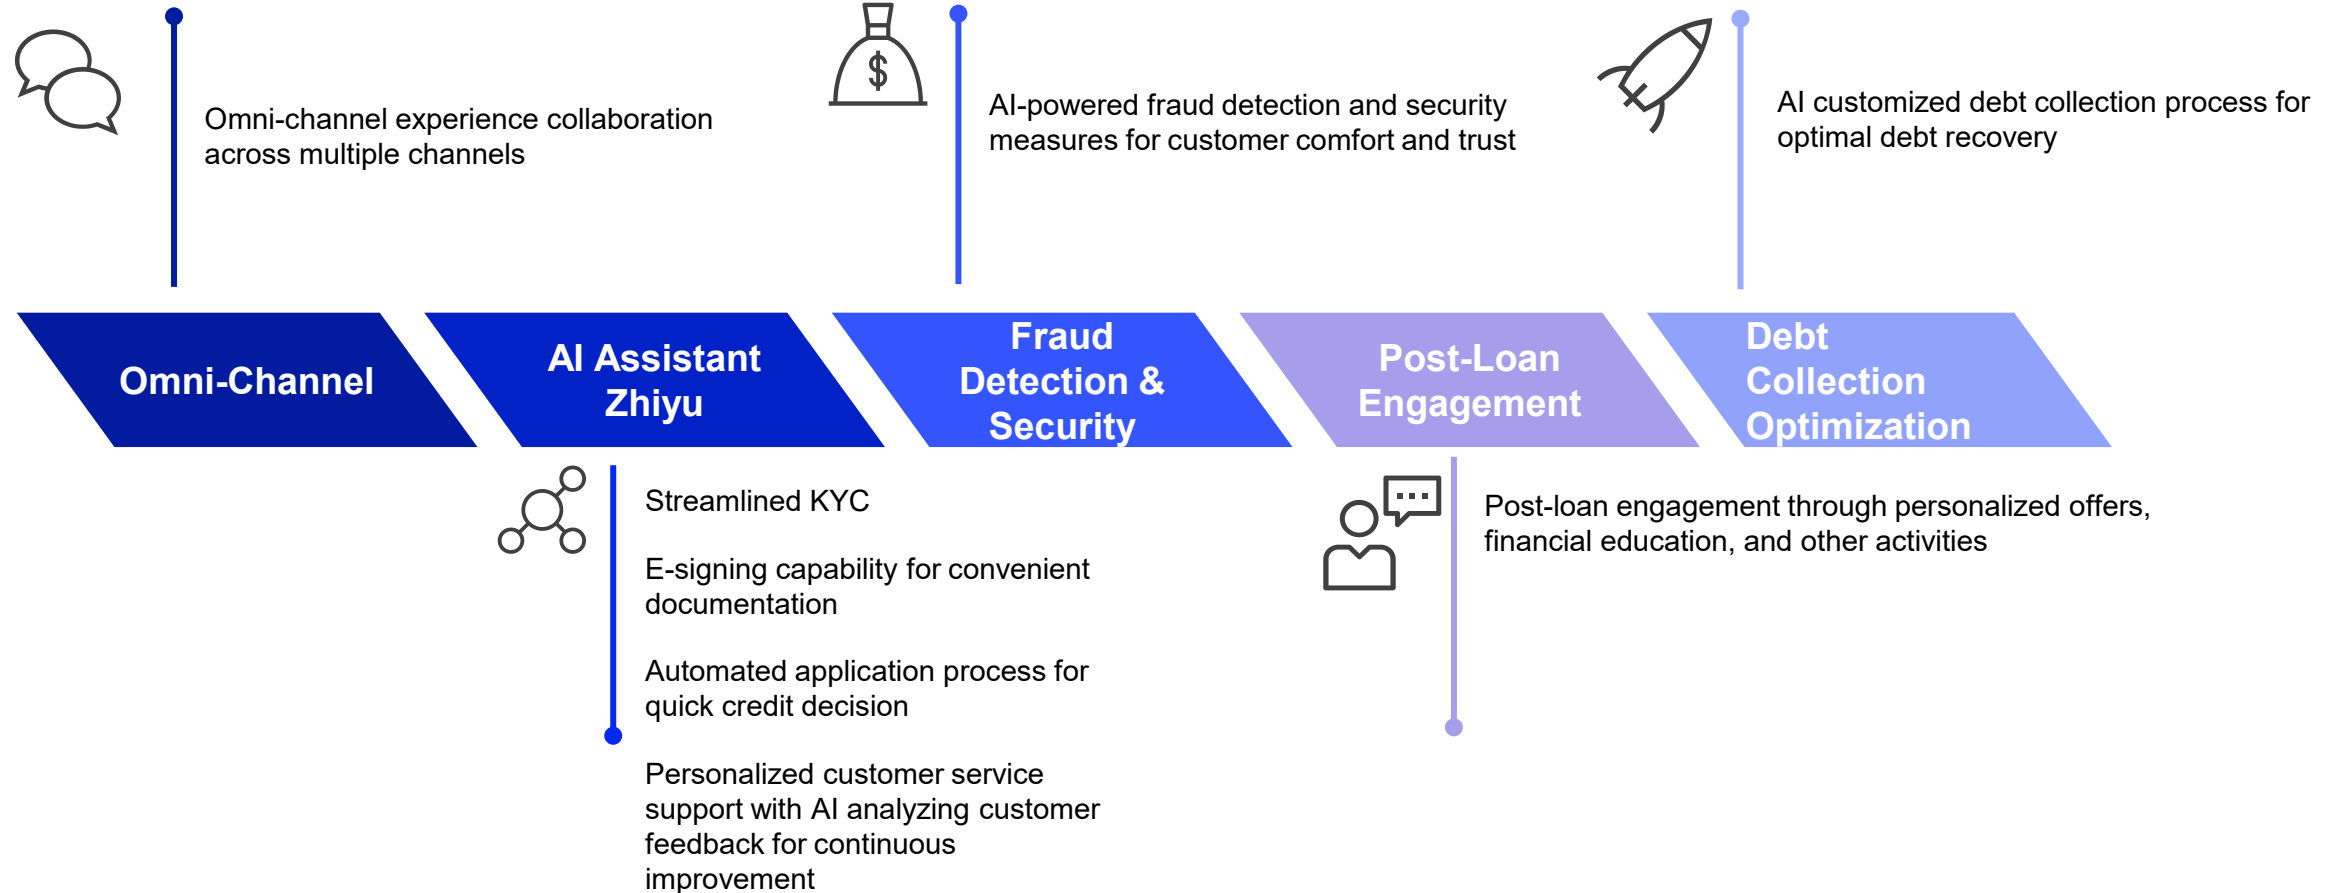 Omni-channel experience collaboration
across multiple channels
AI-powered fraud detection and security
measures for customer comfort and trust
AI customized debt collection process for
optimal debt recovery
Omni-Channel
AI Assistant
Zhiyu
Fraud
Detection &
Security
Post-Loan
Engagement
Debt
Collection
Optimization
Streamlined KYC
E-signing capability for convenient
documentation
Automated application process for
quick credit decision
Personalized customer service
support with AI analyzing customer
feedback for continuous
improvement
Post-loan engagement through personalized offers,
financial education, and other activities
$